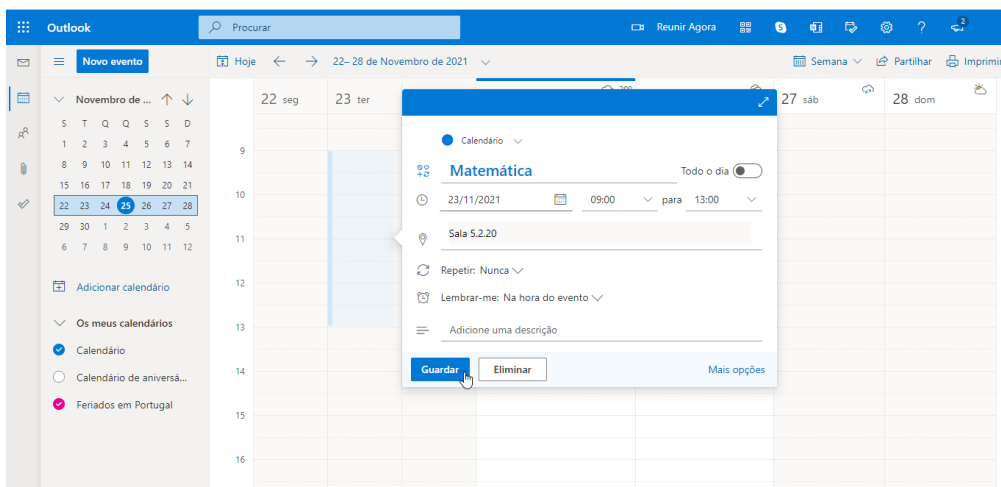 Outlook
Procurar
Reunir Agora
2
Novo evento
Hoje
22– 28 de Novembro de 2021
Semana
Partilhar
Novembro de ...
S T Q Q S S D
1 2 3 4 5 6 7
8 9 10 11 12 13 14
15 16 17 18 19 20 21
22 23 24 25 26 27 28
29 30 1 2 3 4 5
6 7 8 9 10 11 12
Adicionar calendário
Os meus calendários
Calendário
Calendário de aniversá...
Feriados em Portugal
22 seg
23 ter
27 sáb
28 dom
9
10
11
12
13
14
15
16
Calendário
Matemática
Todo o dia
23/11/2021
09:00
para
13:00
Sala 5.2.20
Repetir: Nunca
Lembrar-me: Na hora do evento
Adicione uma descrição
Guardar
Eliminar
Mais opções